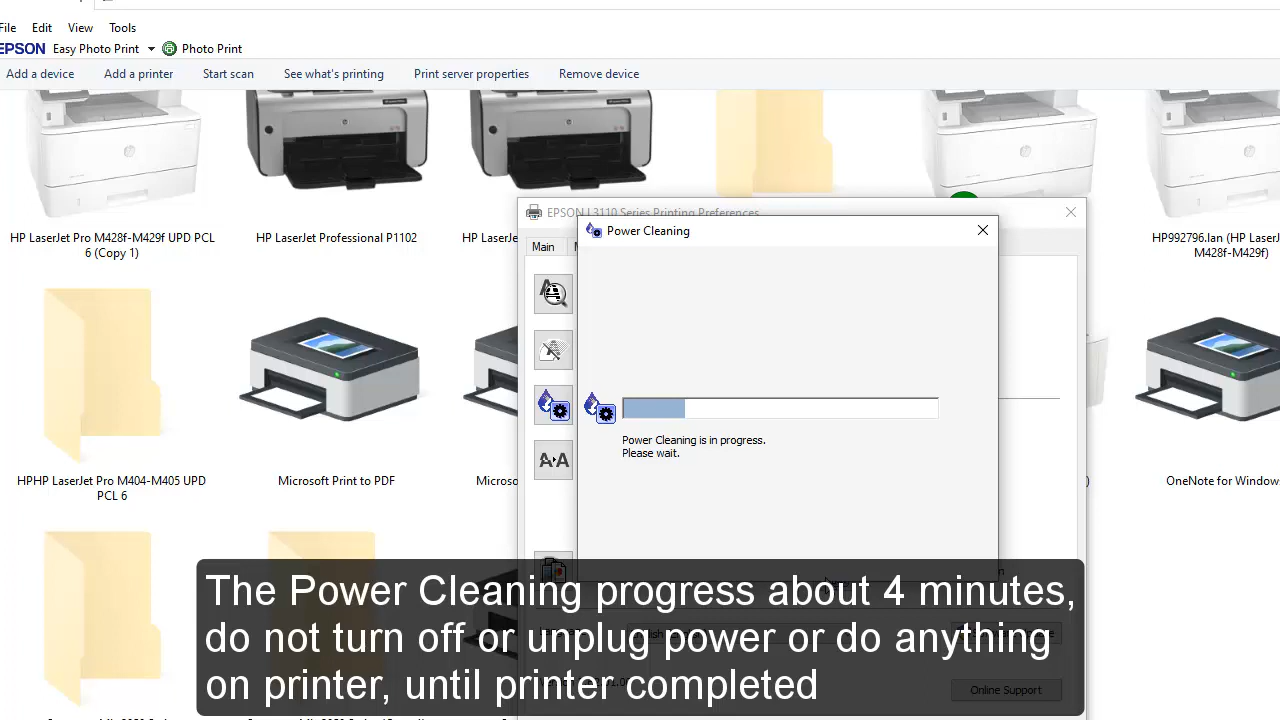 File Edit View Tools
EPSON Easy Photo Print Photo Print
Add a device Add a printer Start scan See what's printing Print server properties Remove device
EPSON L3110 Series Printing Preferences
Power Cleaning
Main
HP LaserJet Pro M428f-M429f UPD PCL
6 (Copy 1)
HP LaserJet Professional P1102
HP LaserJe
HP992796.lan (HP Laser
M428f-M429f)
Power Cleaning is in progress.
Please wait.
HPHP LaserJet Pro M404-M405 UPD
PCL 6
Microsoft Print to PDF
Microso
OneNote for Windows
The Power Cleaning progress about 4 minutes,
do not turn off or unplug power or do anything
on printer, until printer completed
Online Support